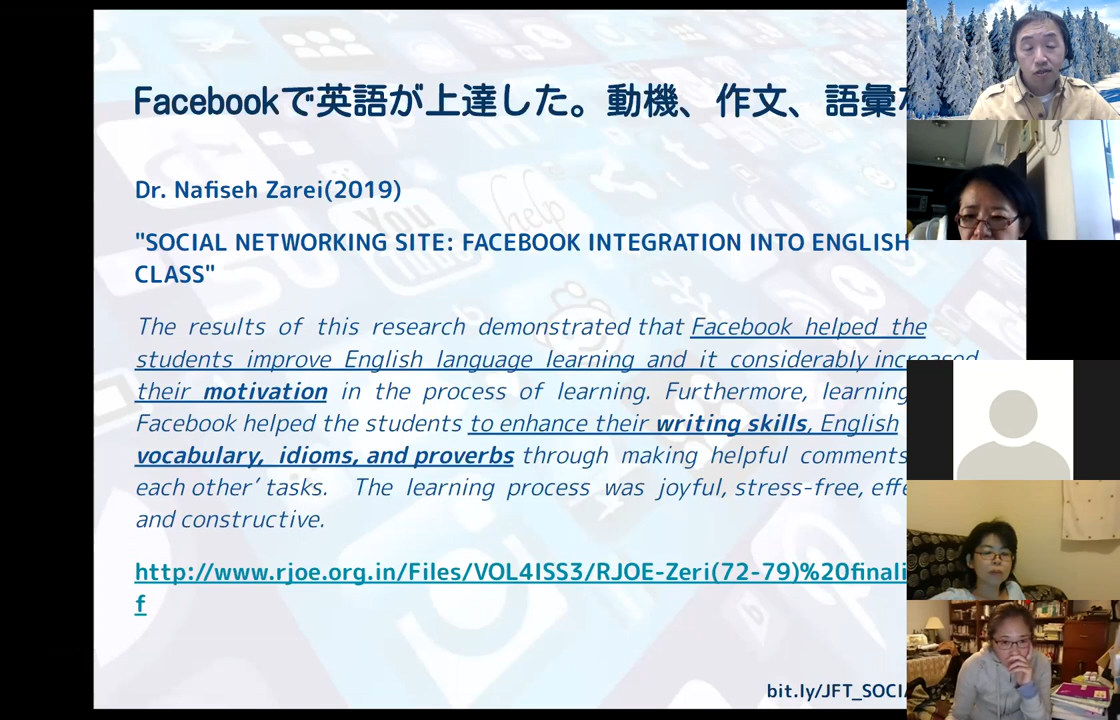 Facebookで英語が上達した。動機、作文、語彙
Dr. Nafiseh Zarei(2019)
"SOCIAL NETWORKING SITE: FACEBOOK INTEGRATION INTO ENGLISH
CLASS"
The results of this research demonstrated that Facebook helped the
students improve English language learning and it considerably increased
their motivation in the process of learning. Furthermore, learning
Facebook helped the students to enhance their writing skills, English
vocabulary, idioms, and proverbs through making helpful comments
each other’ tasks. The learning process was joyful, stress-free, effe
and constructive.
http://www.rjoe.org.in/Files/VOL4ISS3/RJOE-Zeri(72-79)%20finali
f
bit.ly/JFT_SOCI
You
help